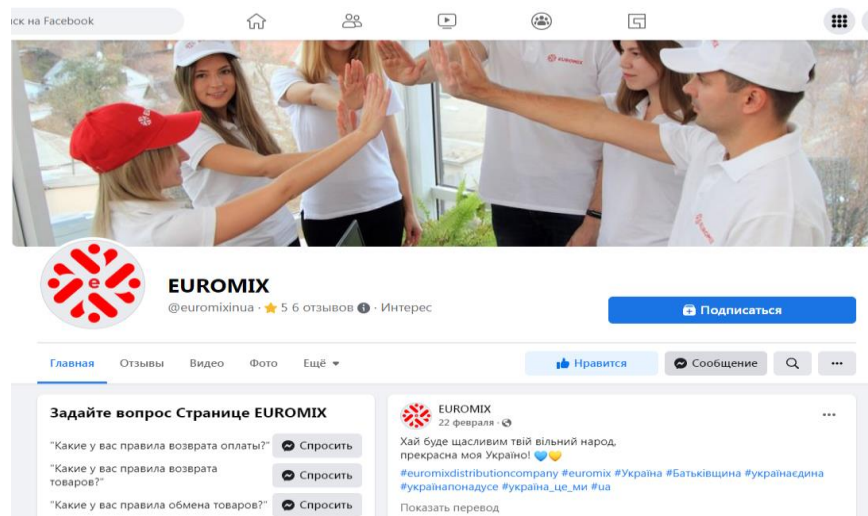 ск на Facebook
EUROMIX
e
EUROMIX
@euromixinua · ⭐ 5 6 отзывов · Интерес
Подписаться
Главная Отзывы Видео Фото Ещё
Нравится Сообщение
Задайте вопрос Странице EUROMIX
"Какие у вас правила возврата оплаты?" Спросить
"Какие у вас правила возврата
товаров?" Спросить
"Какие у вас правила обмена товаров?" Спросить
EUROMIX
22 февраля ·
Хай буде щасливим твій вільний народ,
прекрасна моя Україно! 💙💛
#euromixdistributioncompany #euromix #Україна #Батьківщина #українаєдина
#українапонадусе #україна_це_ми #ua
Показать перевод